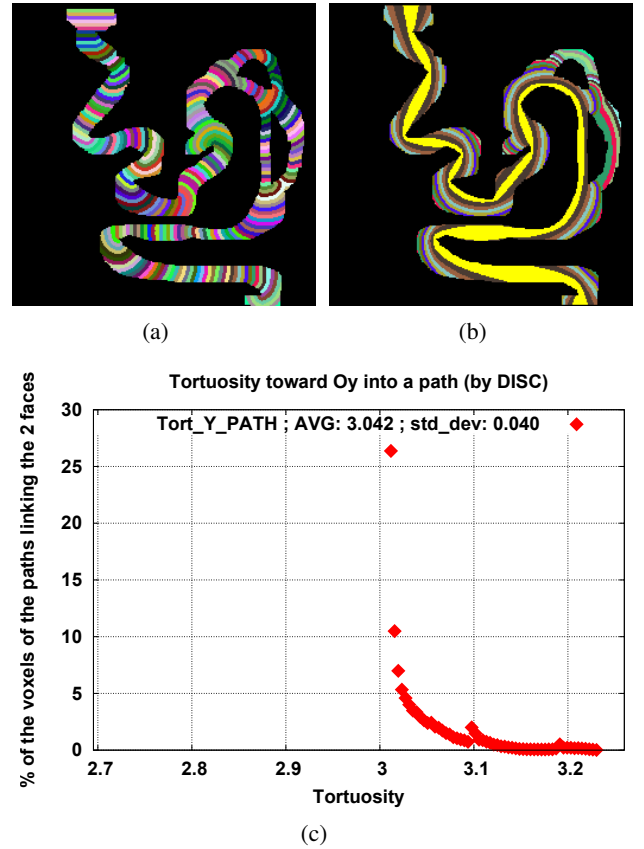 (a)
(b)
Tortuosity toward Oy into a path (by DISC)
% of the voxels of the paths linking the 2 faces
30
Tort_Y_PATH ; AVG: 3.042 ; std_dev: 0.040
25
20
15
10
5
0
2.7 2.8 2.9 3 3.1 3.2
Tortuosity
(c)